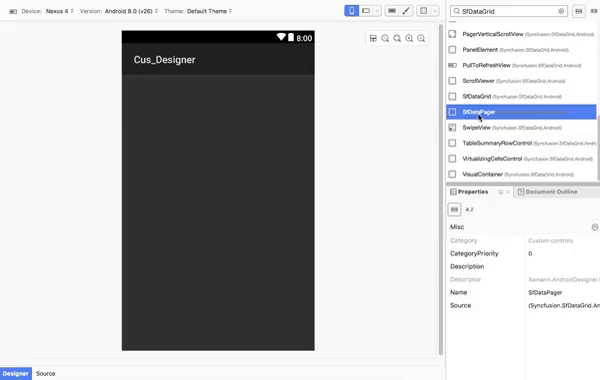 Device: Nexus 4 Version: Android 8.0 (v26) Theme: Default Theme
SfDataGrid
8:00
Cus_Designer
PagerVerticalScrollView (Syncfusion.SfDataGrid.Android)
PanelElement (Syncfusion.SfDataGrid.Android)
PullToRefreshView (Syncfusion.SfDataGrid.Android)
ScrollViewer (Syncfusion.SfDataGrid.Android)
SfDataGrid (Syncfusion.SfDataGrid.Android)
SfDataPager (Syncfusion.SfDataGrid.Android)
SwipeView (Syncfusion.SfDataGrid.Android)
TableSummaryRowControl (Syncfusion.SfDataGrid.Andr
VirtualizingCellsControl (Syncfusion.SfDataGrid.Android)
VisualContainer (Syncfusion.SfDataGrid.Android)
Properties Document Outline
a.z
Misc
Category Custom controls
CategoryPriority 0
Description
Descriptor Xamarin.AndroidDesigner.
Name SfDataPager
Source (Syncfusion.SfDataGrid.An
Designer Source